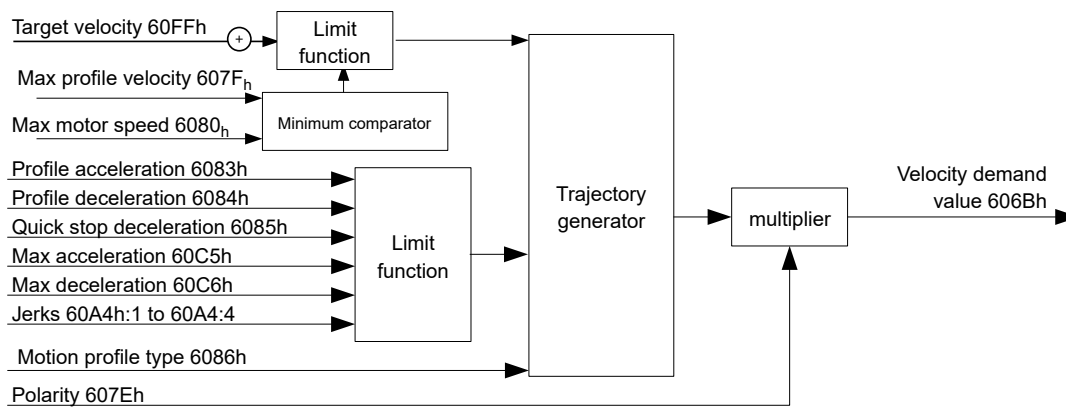 Target velocity 60FFh
+
Limit
function
Max profile velocity 607Fh
Max motor speed 6080h
Minimum comparator
Profile acceleration 6083h
Profile deceleration 6084h
Quick stop deceleration 6085h
Max acceleration 60C5h
Max deceleration 60C6h
Jerks 60A4h:1 to 60A4:4
Limit
function
Motion profile type 6086h
Polarity 607Eh
Trajectory
generator
multiplier
Velocity demand
value 606Bh